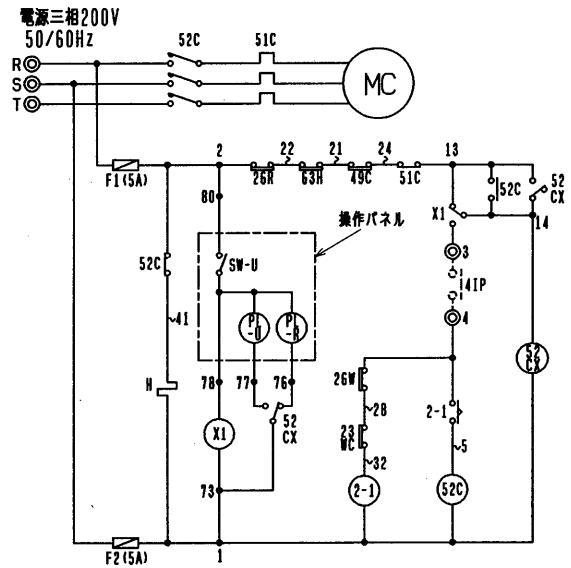 電源三相200V
50/60Hz
52C
51C
R
S
T
MC
F1(5A)
2
22
21
24
13
26R
63H
49C
51C
52C
52
CX
80
X1
14
操作パネル
3
52C
SW-U
41P
4
41
PL
-U
PL
-R
52
CX
26W
H
78
77
76
28
2-1
52
CX
X1
23
WC
5
32
73
2-1
52C
F2(5A)
1